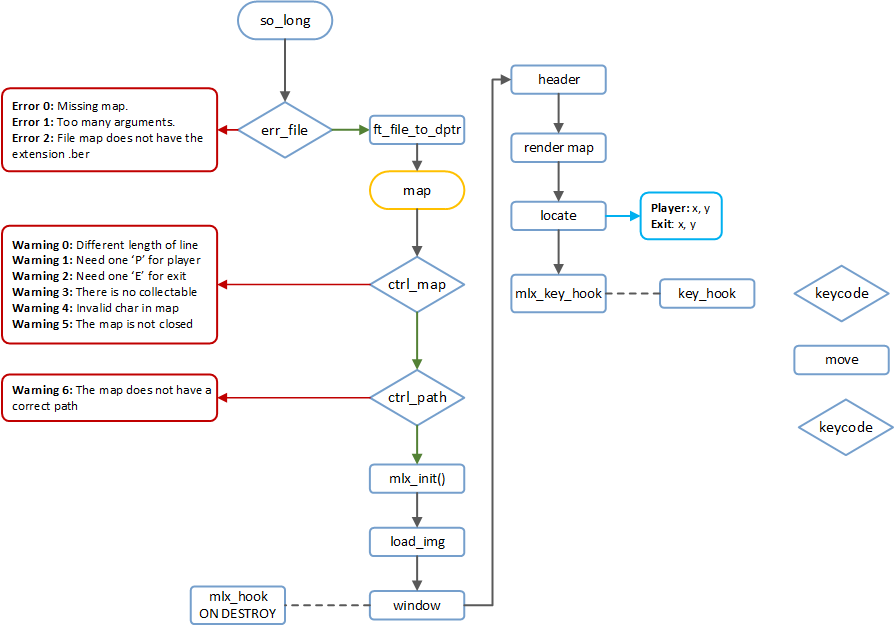 so_long
Error 0: Missing map.
Error 1: Too many arguments.
Error 2: File map does not have the
extension .ber
err_file
ft_file_to_dptr
map
Warning 0: Different length of line
Warning 1: Need one ‘P’ for player
Warning 2: Need one ‘E’ for exit
Warning 3: There is no collectable
Warning 4: Invalid char in map
Warning 5: The map is not closed
ctrl_map
Warning 6: The map does not have a
correct path
ctrl_path
mlx_init()
load_img
mlx_hook
ON DESTROY
window
header
render map
locate
Player: x, y
Exit: x, y
mlx_key_hook
key_hook
keycode
move
keycode